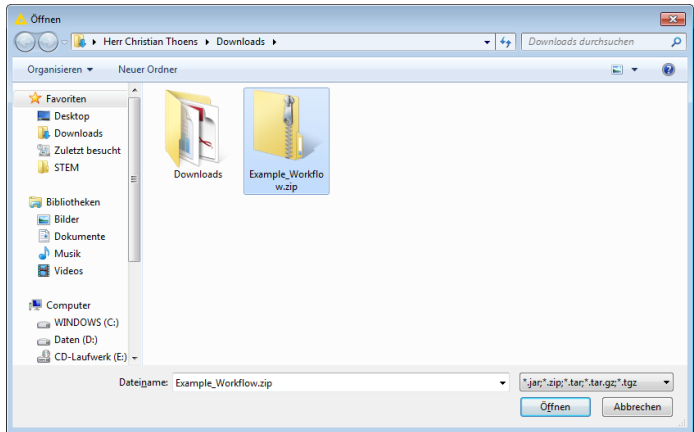 Öffnen
Herr Christian Thoens Downloads
Downloads durchsuchen
Organisieren Neuer Ordner
Favoriten
Desktop
Downloads
Zuletzt besucht
STEM
Bibliotheken
Bilder
Dokumente
Musik
Videos
Computer
WINDOWS (C:)
Daten (D:)
CD-Laufwerk (E:)
Downloads
Example_Workflo
w.zip
Dateiname: Example_Workflow.zip
*.jar;*.zip;*.tar;*.tar.gz;*.tgz
Öffnen Abbrechen